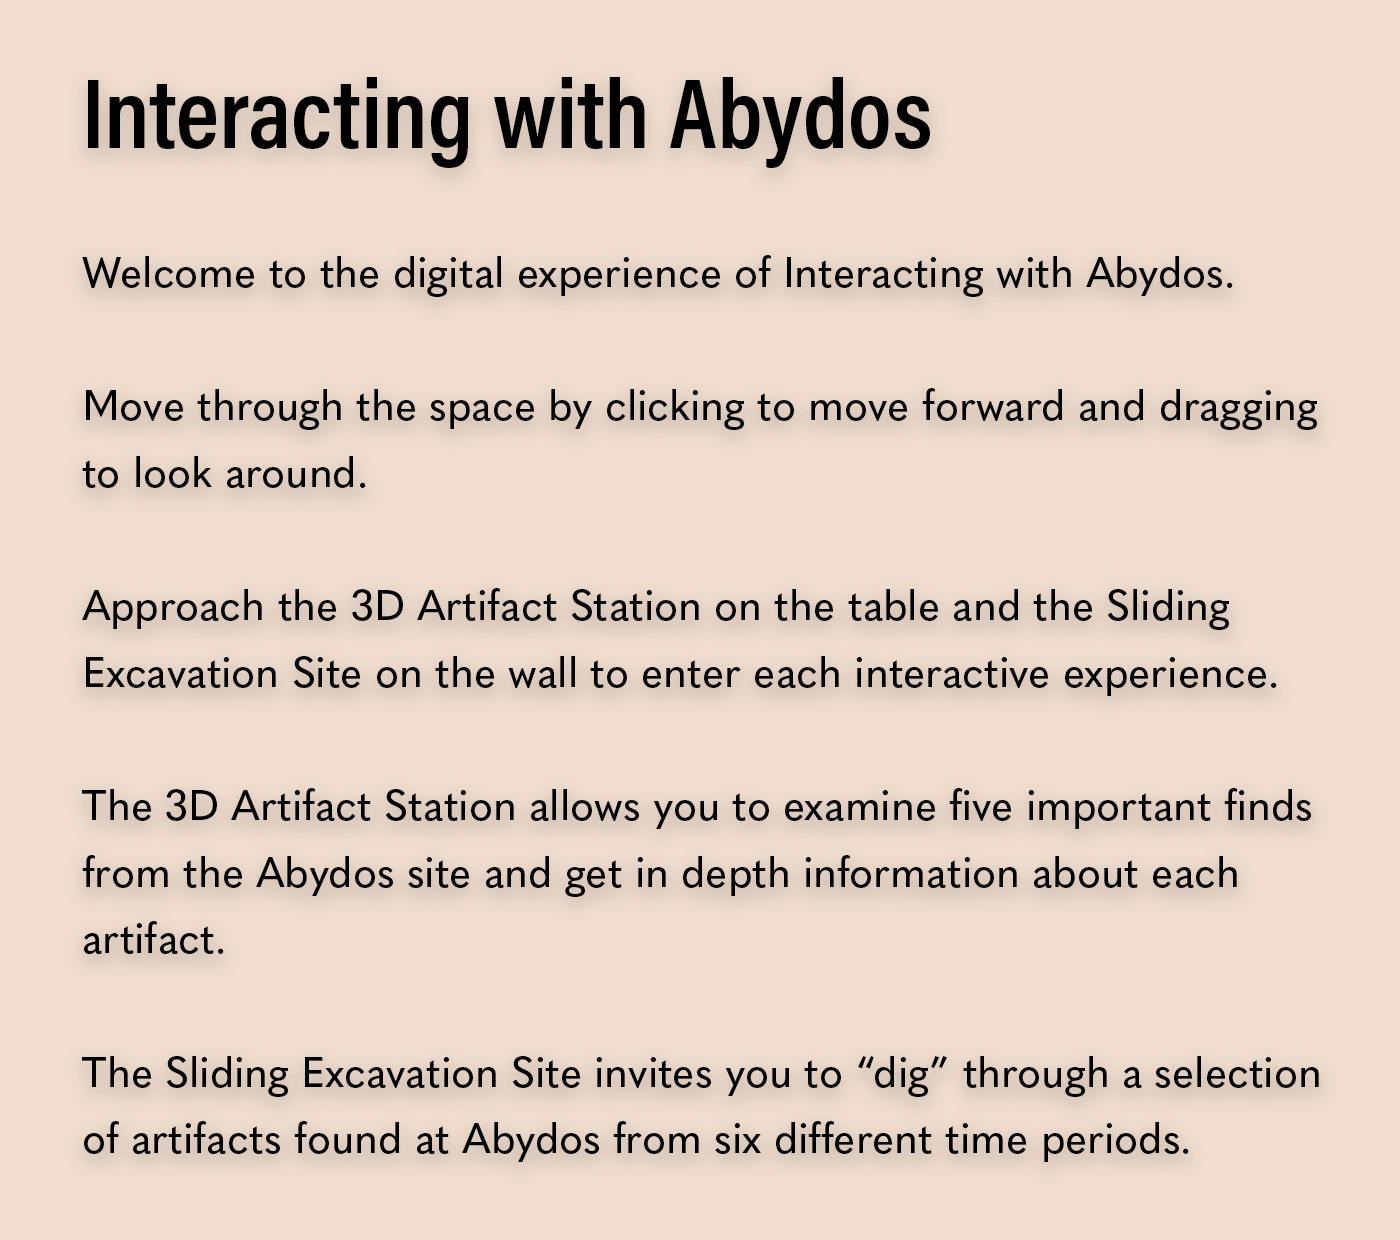 Interacting with Abydos
Welcome to the digital experience of Interacting with Abydos.
Move through the space by clicking to move forward and dragging
to look around.
Approach the 3D Artifact Station on the table and the Sliding
Excavation Site on the wall to enter each interactive experience.
The 3D Artifact Station allows you to examine five important finds
from the Abydos site and get in depth information about each
artifact.
The Sliding Excavation Site invites you to “dig” through a selection
of artifacts found at Abydos from six different time periods.